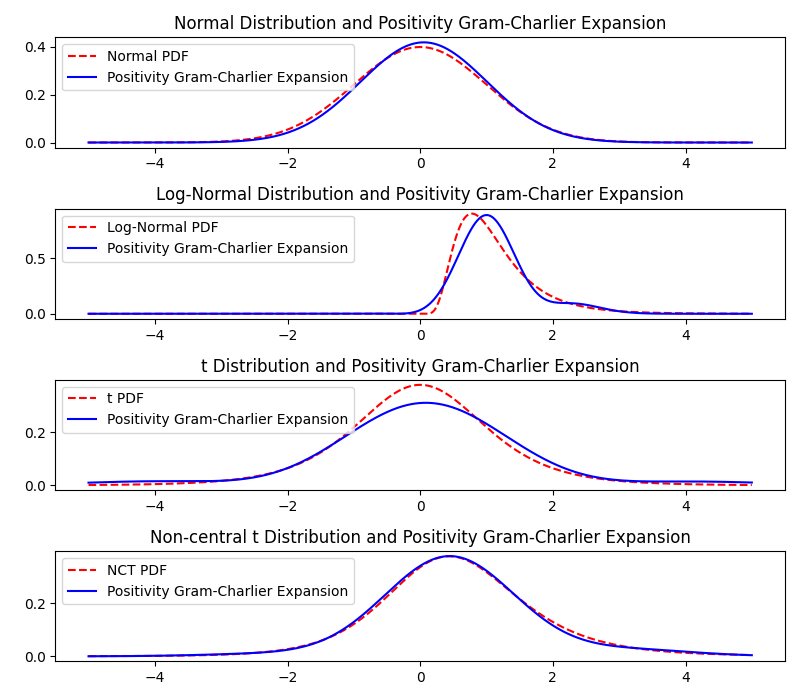 Normal Distribution and Positivity Gram-Charlier Expansion
Normal PDF
Positivity Gram-Charlier Expansion
0.4
0.2
0.0
−4 −2 0 2 4
Log-Normal Distribution and Positivity Gram-Charlier Expansion
Log-Normal PDF
Positivity Gram-Charlier Expansion
0.5
0.0
−4 −2 0 2 4
t Distribution and Positivity Gram-Charlier Expansion
t PDF
Positivity Gram-Charlier Expansion
0.2
0.0
−4 −2 0 2 4
Non-central t Distribution and Positivity Gram-Charlier Expansion
NCT PDF
Positivity Gram-Charlier Expansion
0.2
0.0
−4 −2 0 2 4